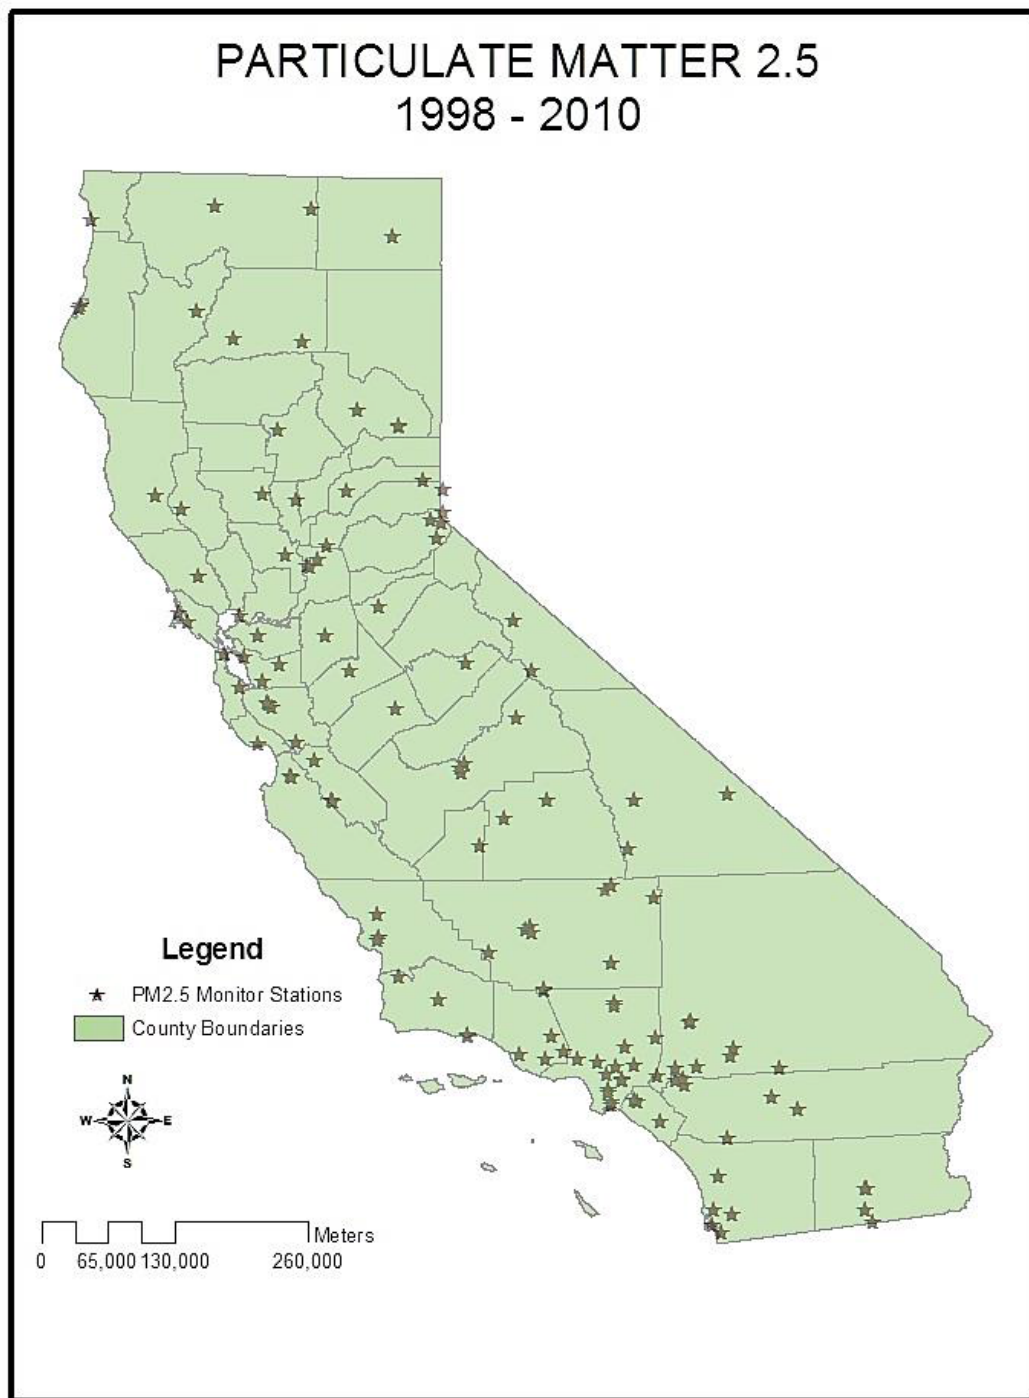 PARTICULATE MATTER 2.5
1998 - 2010
Legend
PM2.5 Monitor Stations
County Boundaries
N
W E
S
Meters
0 65,000 130,000 260,000